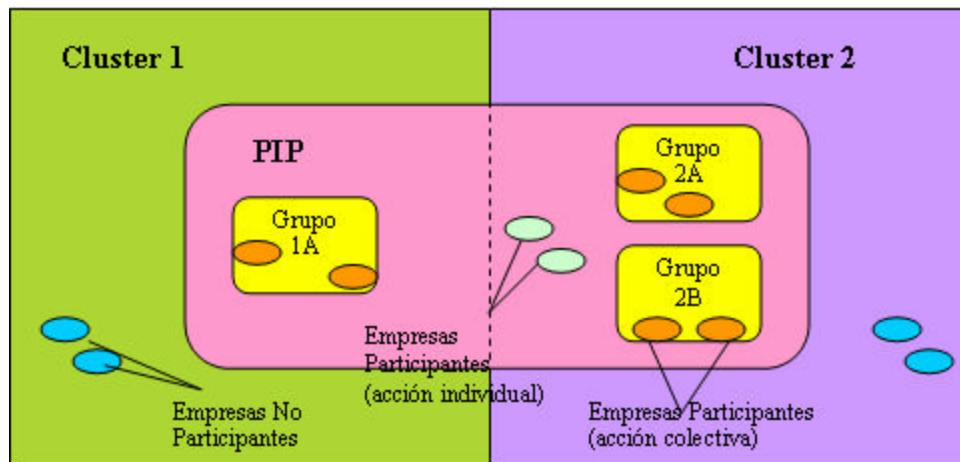 Cluster 1
Cluster 2
PIP
Grupo
1A
Grupo
2A
Grupo
2B
Empresas
Participantes
(acción individual)
Empresas No
Participantes
Empresas Participantes
(acción colectiva)